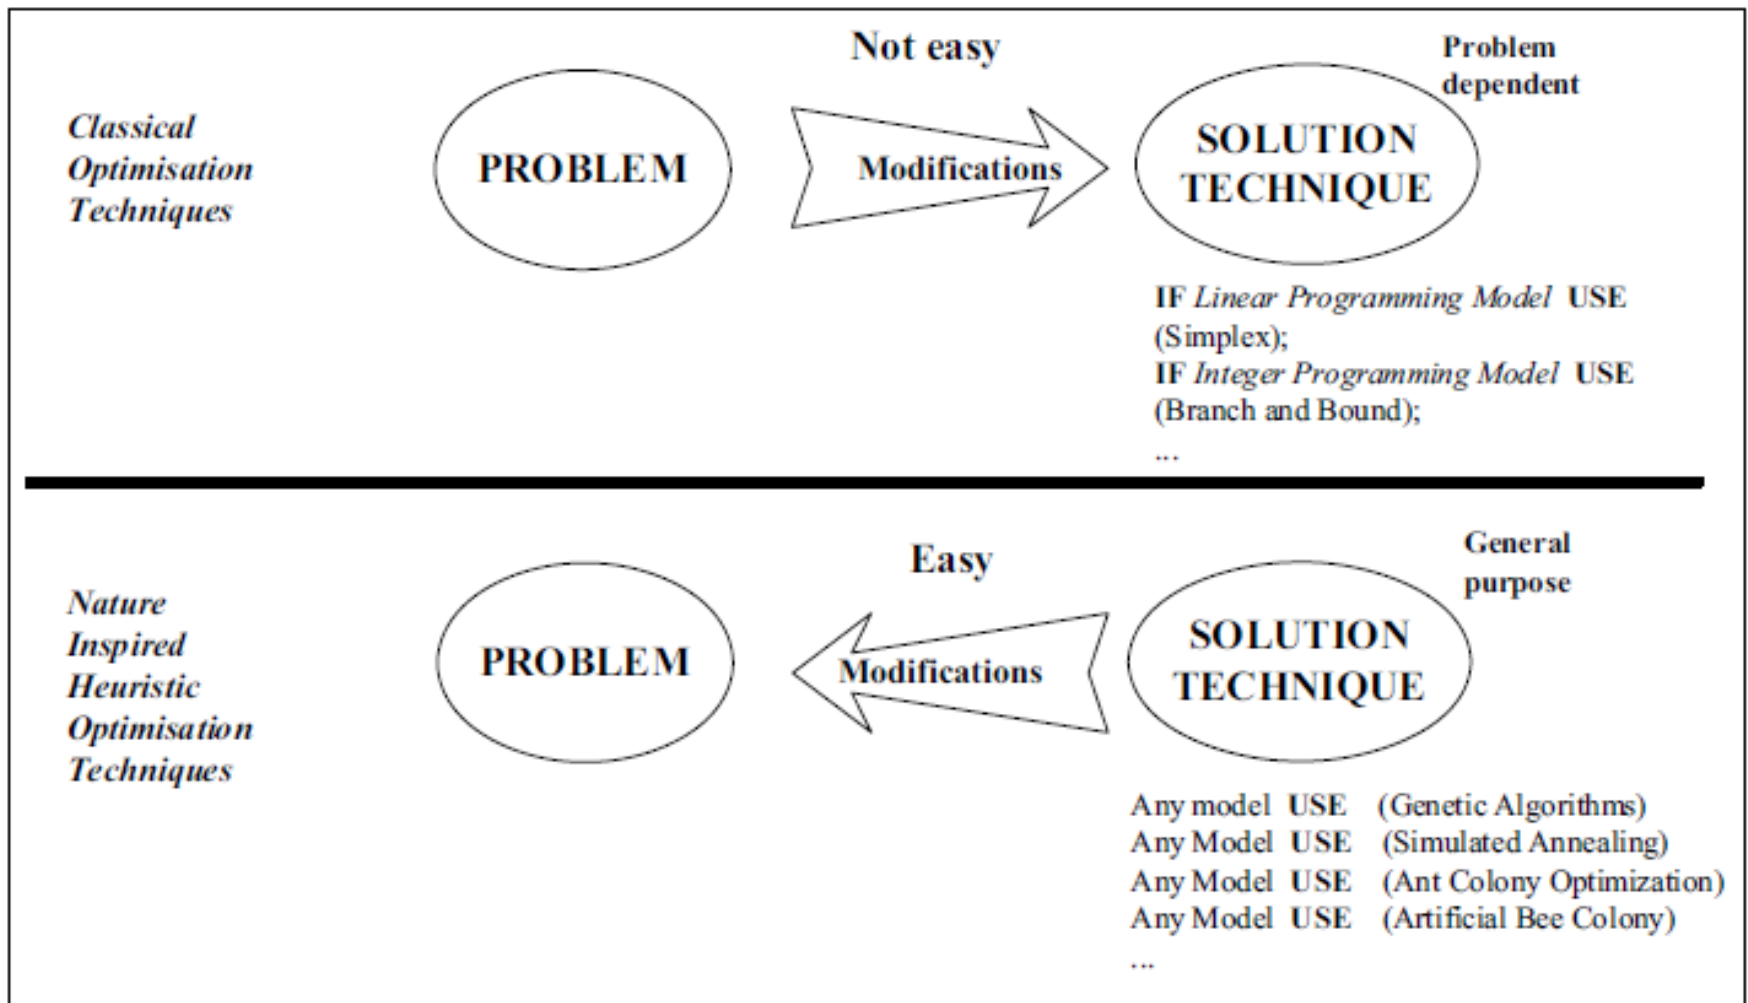 Classical
Optimisation
Techniques
PROBLEM
Not easy
Modifications
Problem
dependent
SOLUTION
TECHNIQUE
IF Linear Programming Model USE
(Simplex);
IF Integer Programming Model USE
(Branch and Bound);
...
Nature
Inspired
Heuristic
Optimisation
Techniques
PROBLEM
Easy
Modifications
General
purpose
SOLUTION
TECHNIQUE
Any model USE (Genetic Algorithms)
Any Model USE (Simulated Annealing)
Any Model USE (Ant Colony Optimization)
Any Model USE (Artificial Bee Colony)
...